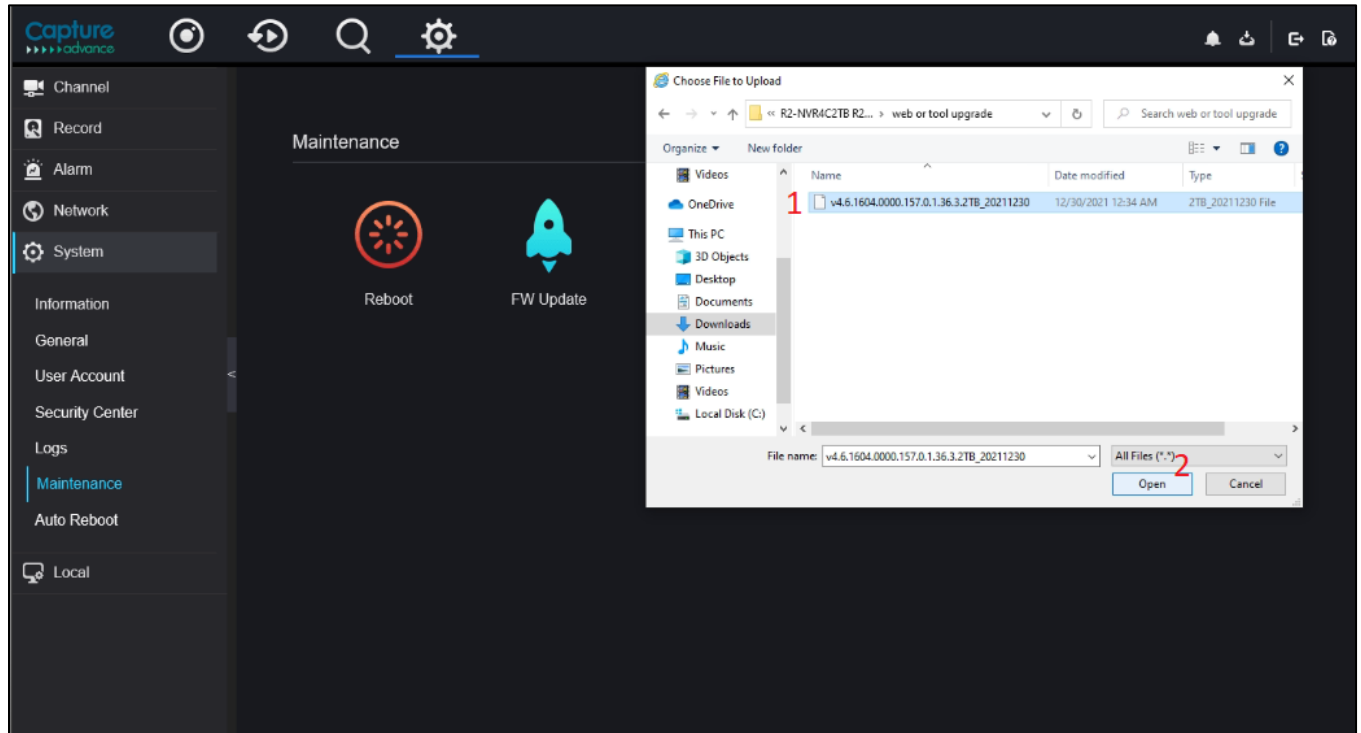 Capture
advance
Channel
Record
Alarm
Network
System
Information
General
User Account
Security Center
Logs
Maintenance
Auto Reboot
Local
<
Maintenance
Reboot
FW Update
Choose File to Upload
« R2-NVR4C2TB R2... > web or tool upgrade
Search web or tool upgrade
Organize
New folder
Videos
OneDrive
This PC
3D Objects
Desktop
Documents
Downloads
Music
Pictures
Videos
Local Disk (C:)
Name Date modified Type
1 v4.6.1604.0000.157.0.1.36.3.2TB_20211230 12/30/2021 12:34 AM 2TB_20211230 File
File name: v4.6.1604.0000.157.0.1.36.3.2TB_20211230 All Files (*.*)
2
Open Cancel